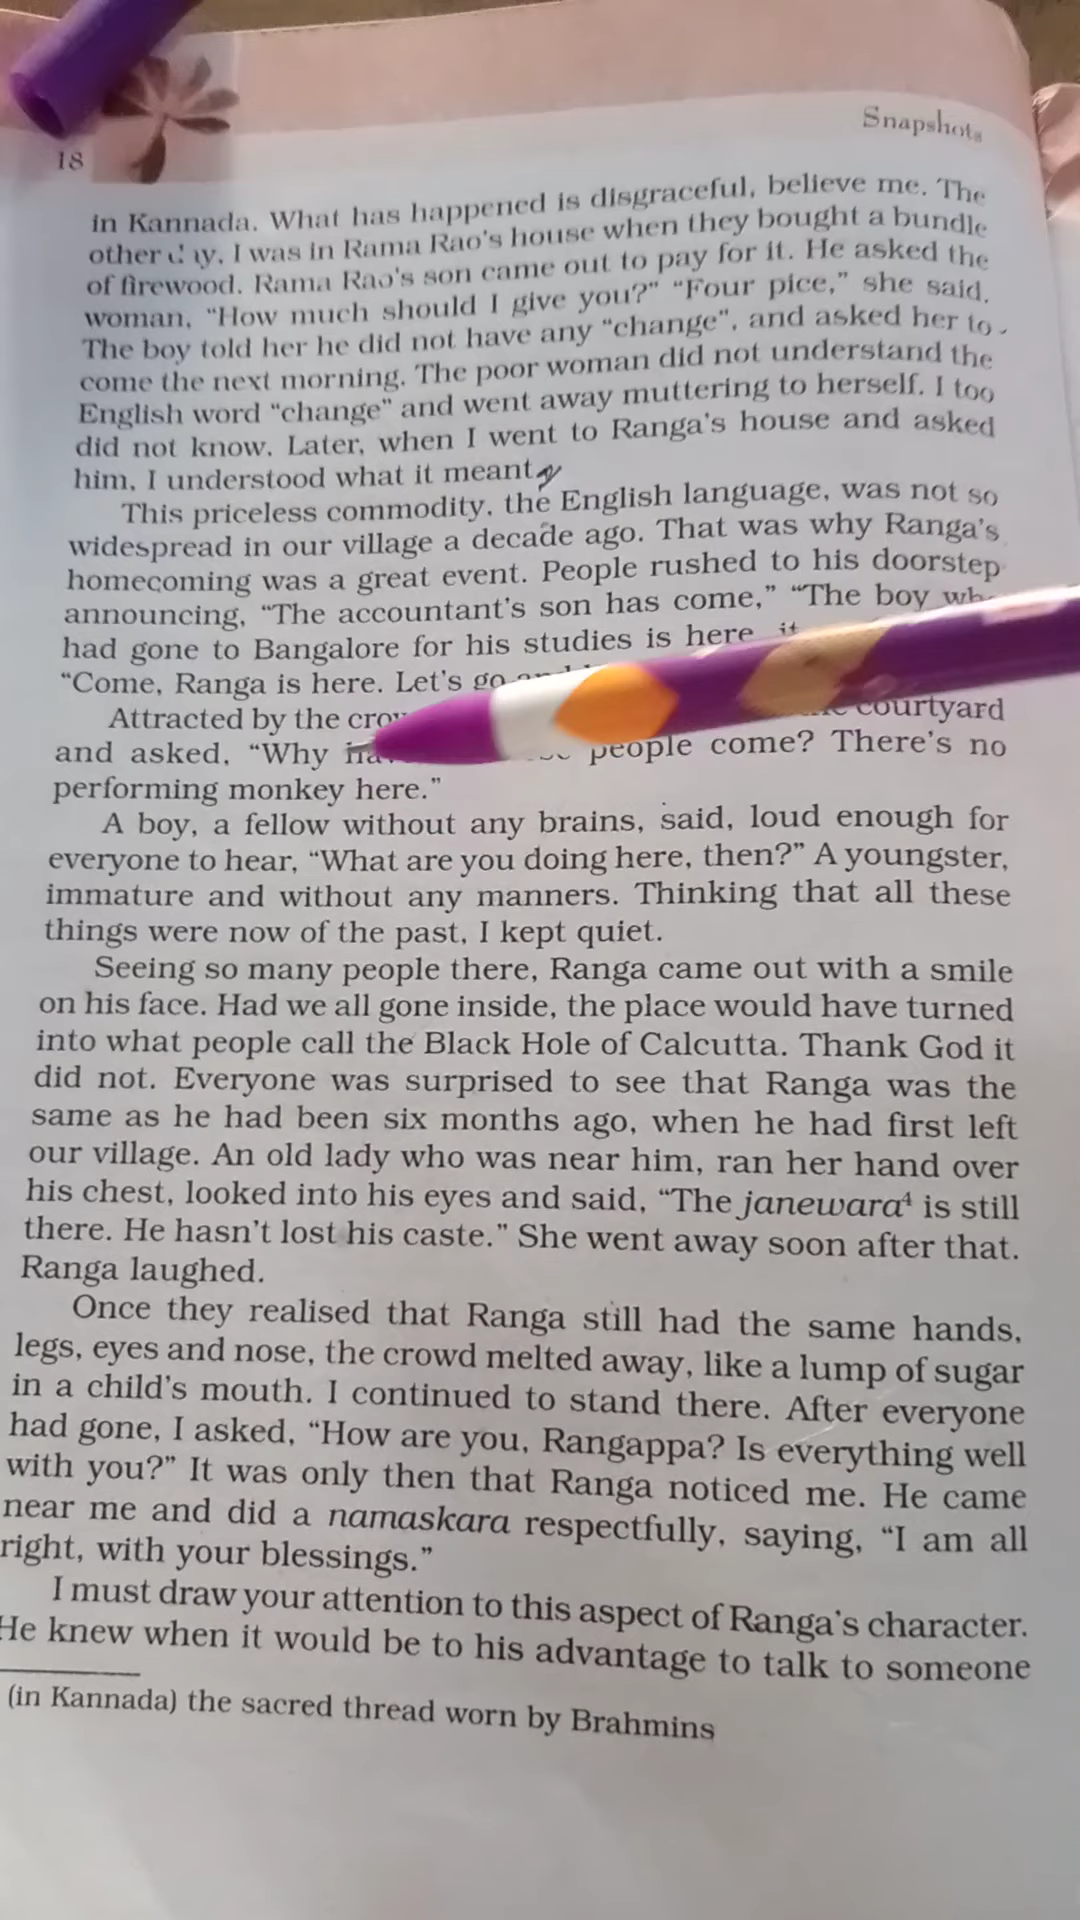 Snapshots
18
in Kannada. What has happened is disgraceful, believe me. The
other day, I was in Rama Rao's house when they bought a bundle
of firewood. Rama Rao's son came out to pay for it. He asked the
woman, "How much should I give you?" "Four pice," she said.
The boy told her he did not have any "change", and asked her to
come the next morning. The poor woman did not understand the
English word "change" and went away muttering to herself. I too
did not know. Later, when I went to Ranga's house and asked
him, I understood what it meant.
This priceless commodity, the English language, was not so
widespread in our village a decade ago. That was why Ranga's
homecoming was a great event. People rushed to his doorstep
announcing, "The accountant's son has come," "The boy
had gone to Bangalore for his studies is here, it
"Come, Ranga is here. Let's go
Attracted by the courtyard
and asked, "Why people come? There's no
performing monkey here."
A boy, a fellow without any brains, said, loud enough for
everyone to hear, "What are you doing here, then?" A youngster,
immature and without any manners. Thinking that all these
things were now of the past, I kept quiet.
Seeing so many people there, Ranga came out with a smile
on his face. Had we all gone inside, the place would have turned
into what people call the Black Hole of Calcutta. Thank God it
did not. Everyone was surprised to see that Ranga was the
same as he had been six months ago, when he had first left
our village. An old lady who was near him, ran her hand over
his chest, looked into his eyes and said, "The janewara⁴ is still
there. He hasn't lost his caste." She went away soon after that.
Ranga laughed.
Once they realised that Ranga still had the same hands,
legs, eyes and nose, the crowd melted away, like a lump of sugar
in a child's mouth. I continued to stand there. After everyone
had gone, I asked, "How are you, Rangappa? Is everything well
with you?" It was only then that Ranga noticed me. He came
near me and did a namaskara respectfully, saying, "I am all
right, with your blessings."
I must draw your attention to this aspect of Ranga's character.
He knew when it would be to his advantage to talk to someone
(in Kannada) the sacred thread worn by Brahmins